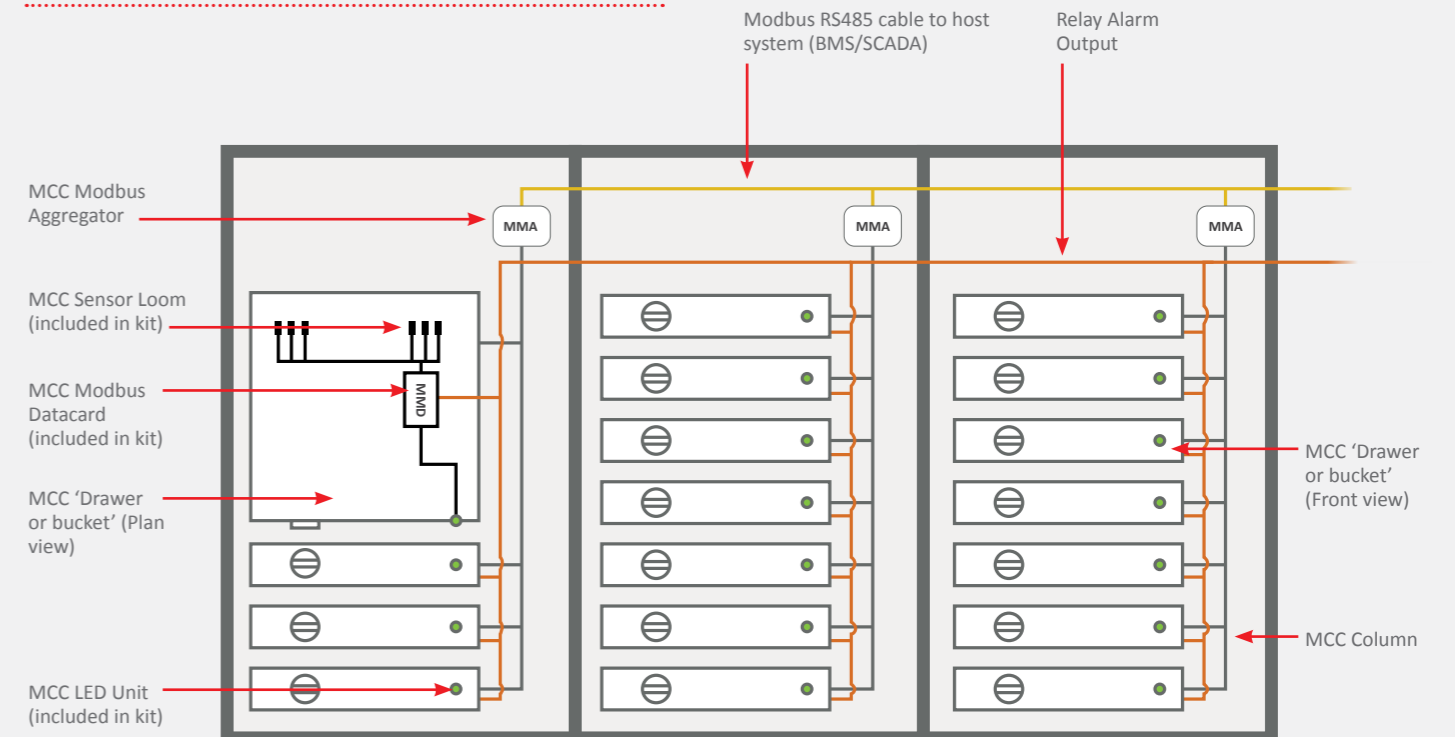 Modbus RS485 cable to host
system (BMS/SCADA)
Relay Alarm
Output
MCC Modbus
Aggregator
MMA
MMA
MMA
MCC Sensor Loom
(included in kit)
MCC Modbus
Datacard
(included in kit)
MMD
MCC ‘Drawer
or bucket’ (Plan
view)
MCC ‘Drawer
or bucket’
(Front view)
MCC Column
MCC LED Unit
(included in kit)